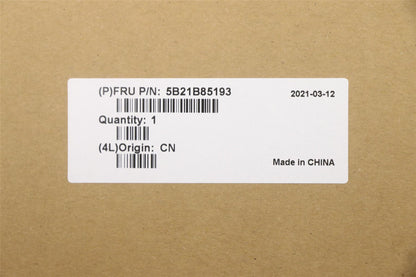 (P)FRU P/N: 5B21B85193
2021-03-12
Quantity: 1
(4L)Origin: CN
Made in CHINA